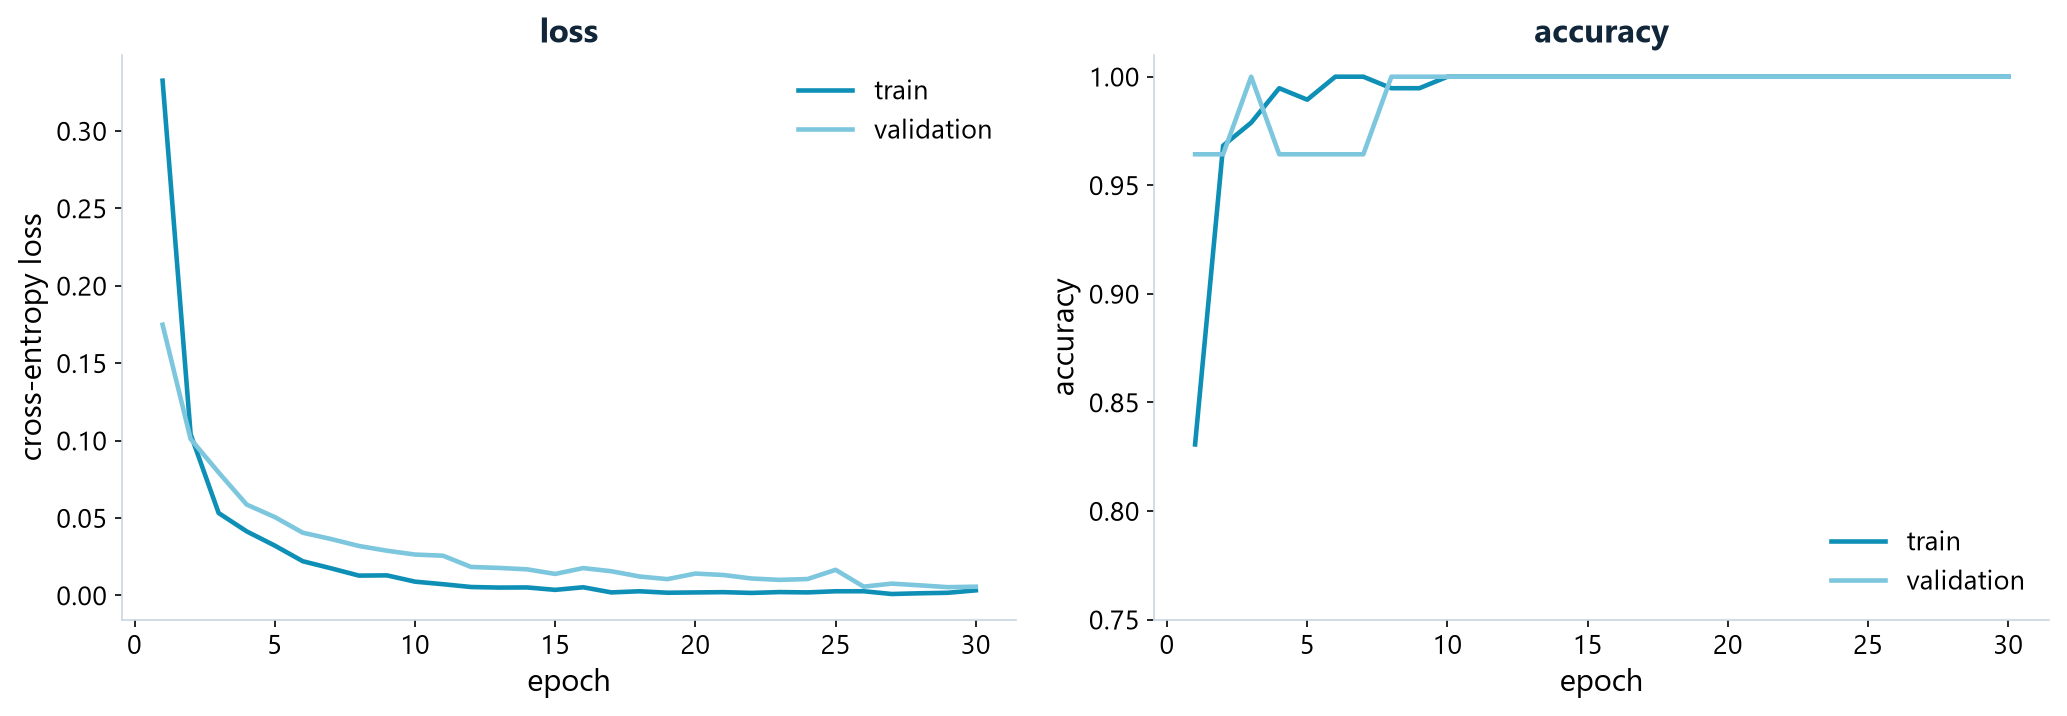 loss
train
validation
cross-entropy loss
0.30
0.25
0.20
0.15
0.10
0.05
0.00
0 5 10 15 20 25 30
epoch
accuracy
accuracy
1.00
0.95
0.90
0.85
0.80
0.75
train
validation
0 5 10 15 20 25 30
epoch